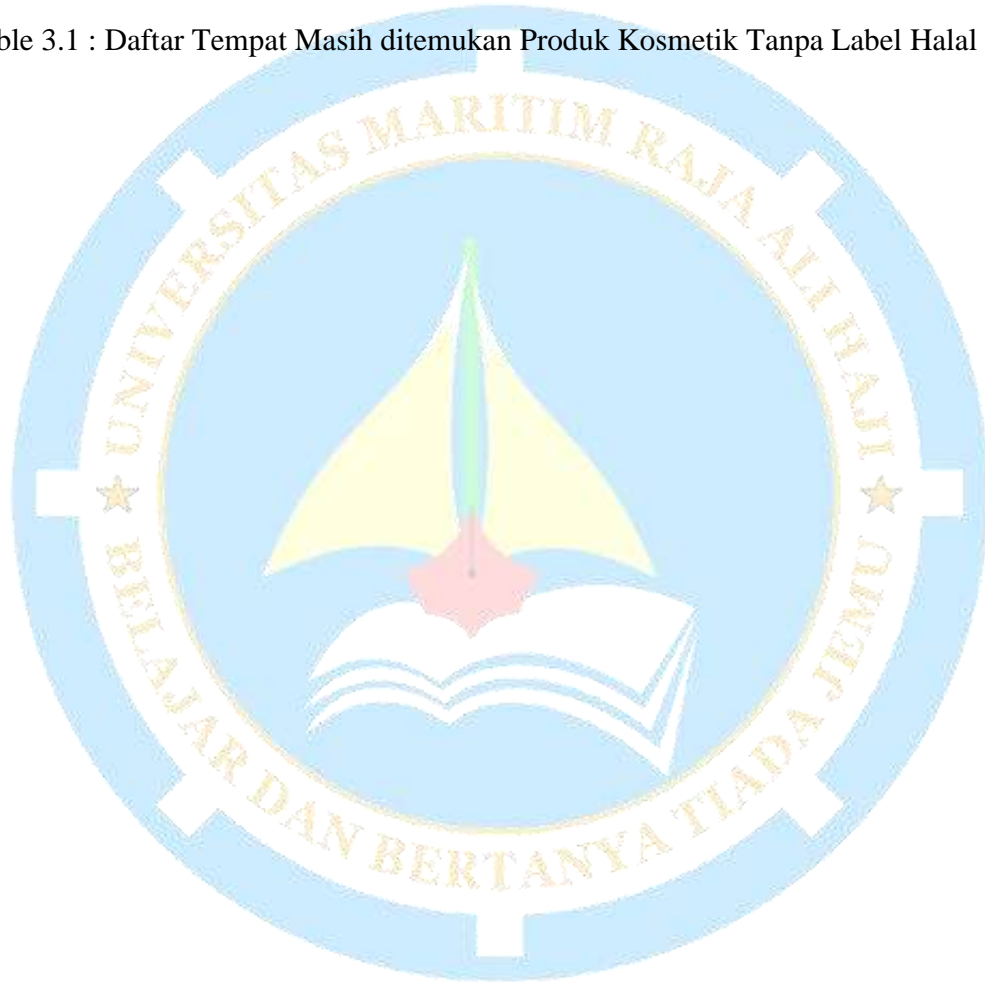 ble 3.1 : Daftar Tempat Masih ditemukan Produk Kosmetik Tanpa Label Halal
UNIVERSITAS MARITIM RAJA ALI HAJI
BELAJAR DAN BERTANYA TIADA JEMU